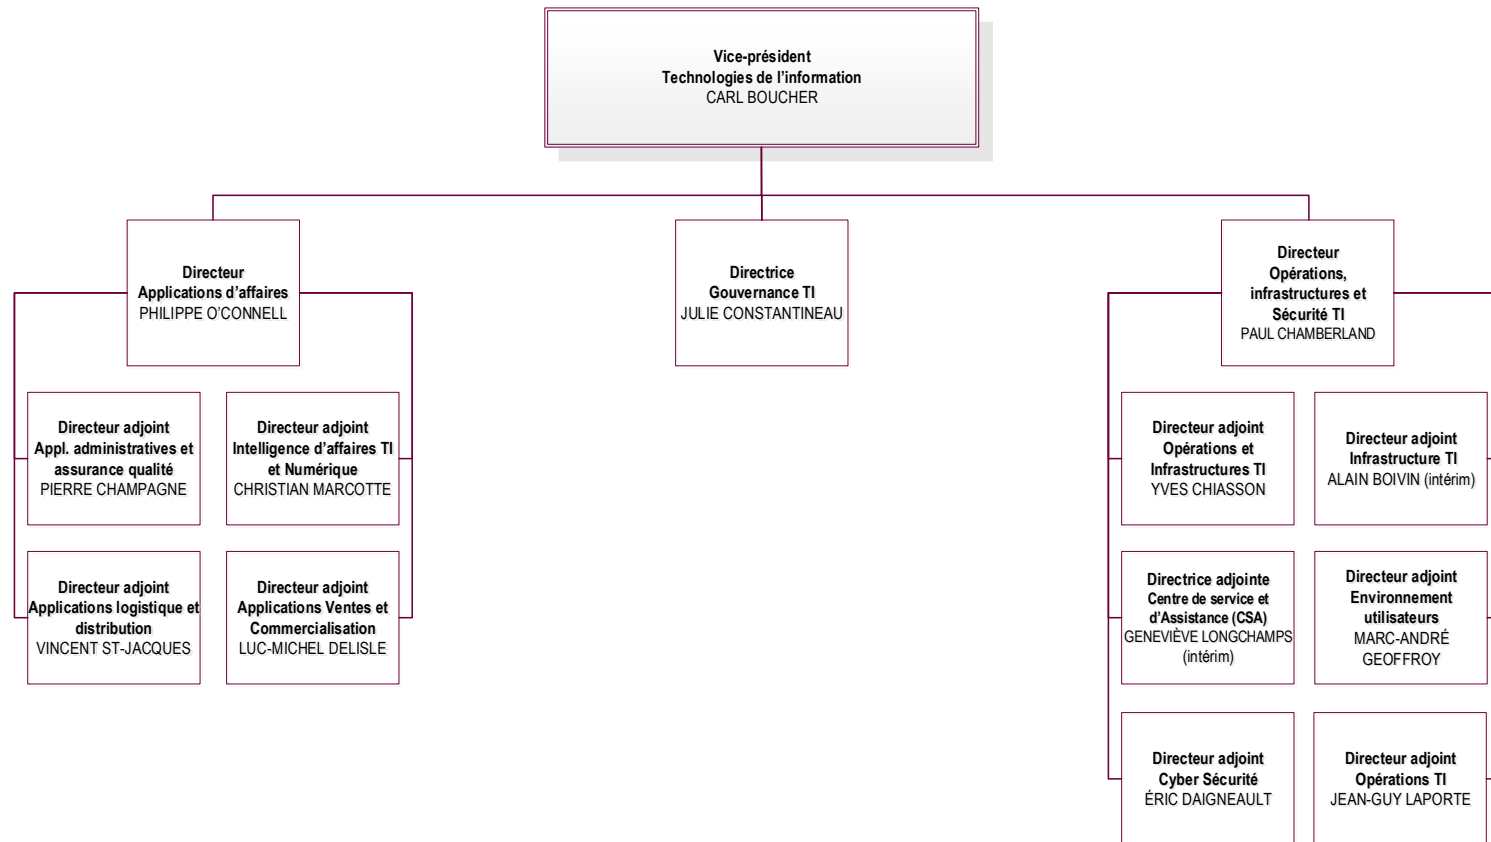 Vice-président
Technologies de l'information
CARL BOUCHER
Directeur
Applications d'affaires
PHILIPPE O'CONNELL
Directrice
Gouvernance TI
JULIE CONSTANTINEAU
Directeur
Opérations,
infrastructures et
Sécurité TI
PAUL CHAMBERLAND
Directeur adjoint
Appl. administratives et
assurance qualité
PIERRE CHAMPAGNE
Directeur adjoint
Intelligence d'affaires TI
et Numérique
CHRISTIAN MARCOTTE
Directeur adjoint
Opérations et
Infrastructures TI
YVES CHIASSON
Directeur adjoint
Infrastructure TI
ALAIN BOIVIN (intérim)
Directeur adjoint
Applications logistique et
distribution
VINCENT ST-JACQUES
Directeur adjoint
Applications Ventes et
Commercialisation
LUC-MICHEL DELISLE
Directrice adjointe
Centre de service et
d'Assistance (CSA)
GENEVIÈVE LONGCHAMPS
(intérim)
Directeur adjoint
Environnement
utilisateurs
MARC-ANDRÉ
GEOFFROY
Directeur adjoint
Cyber Sécurité
ÉRIC DAIGNEAULT
Directeur adjoint
Opérations TI
JEAN-GUY LAPORTE